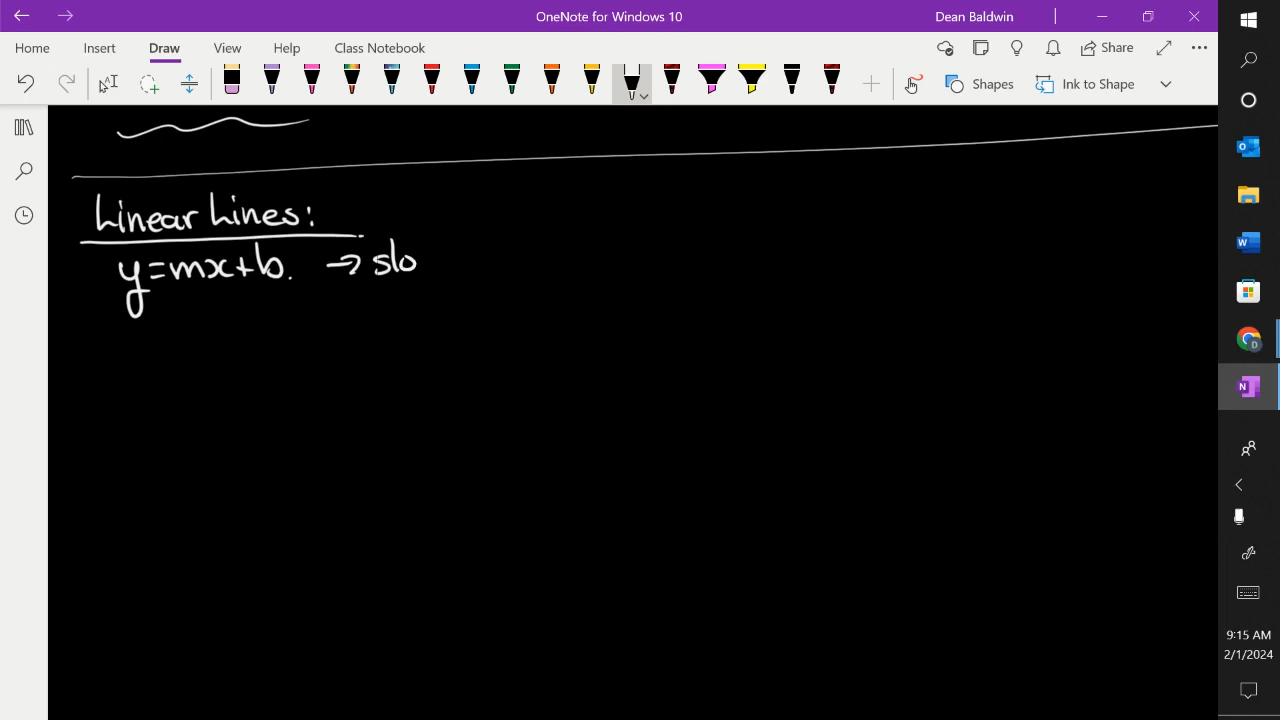 OneNote for Windows 10
Dean Baldwin
Home Insert Draw View Help Class Notebook
Share
Shapes
Ink to Shape
Linear Lines:
y=mx+b. → slo
9:15 AM
2/1/2024